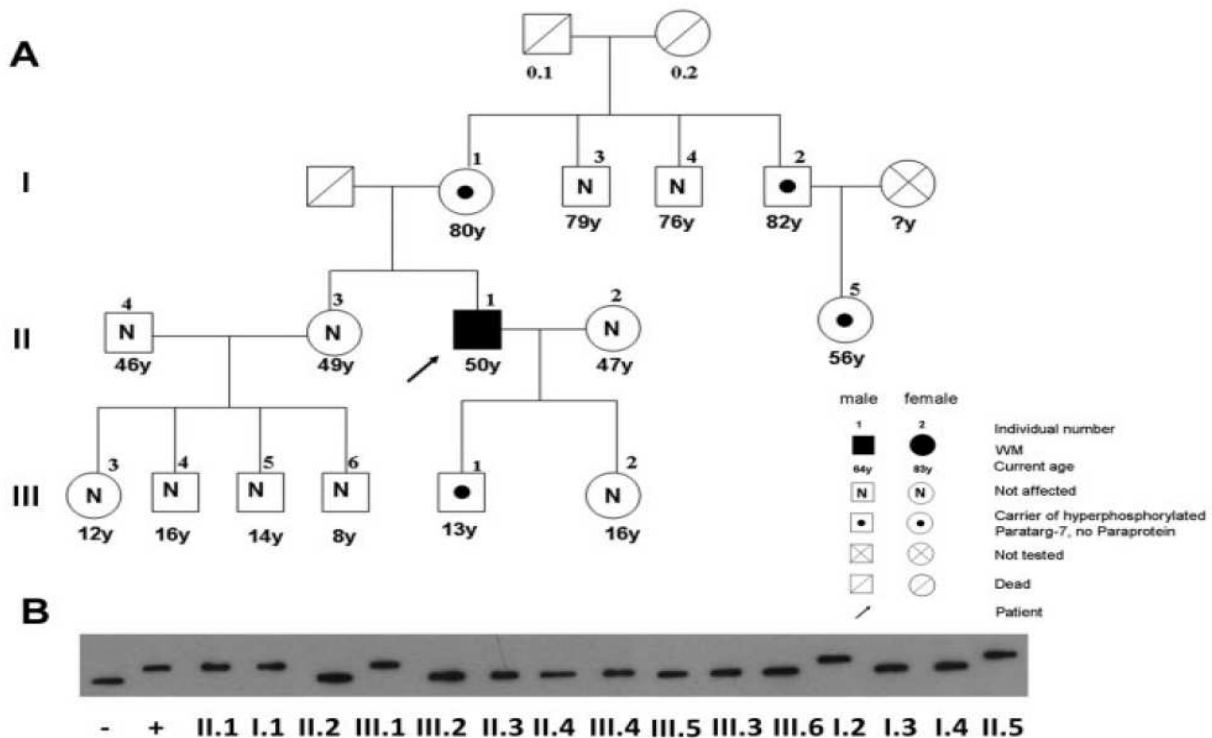 A
0.1 0.2
I
1 3 4 2
N N
80y 79y 76y 82y ?y
4 3 1 2 5
II
N N N
46y 49y 50y 47y 56y
male female
1 2 Individual number
WM
64y 83y Current age
N N Not affected
Carrier of hyperphosphorylated
Paratarg-7, no Paraprotein
Not tested
Dead
Patient
3 4 5 6 1 2
III
N N N N N
12y 16y 14y 8y 13y 16y
B
- + II.1 I.1 II.2 III.1 III.2 II.3 II.4 III.4 III.5 III.3 III.6 I.2 I.3 I.4 II.5